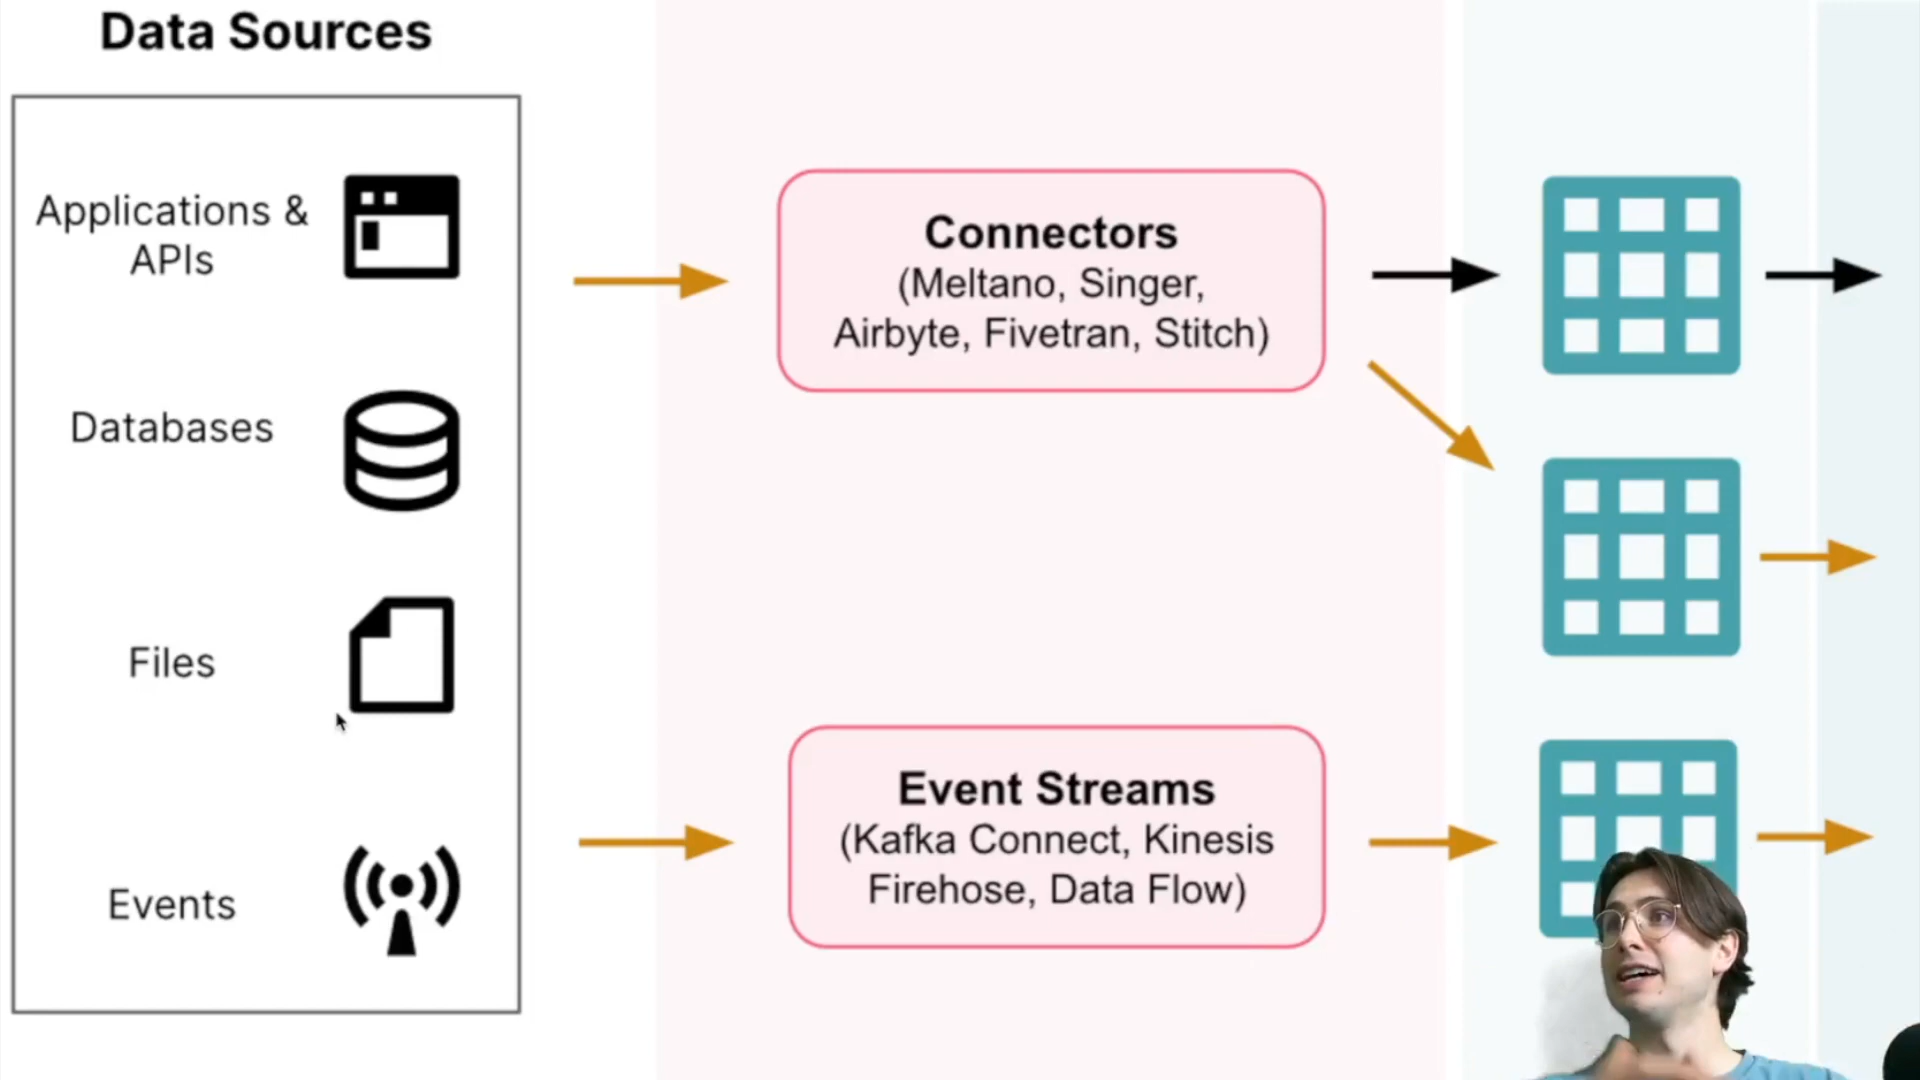 Data Sources
Applications &
APIs
Databases
Files
Events
Connectors
(Meltano, Singer,
Airbyte, Fivetran, Stitch)
Event Streams
(Kafka Connect, Kinesis
Firehose, Data Flow)